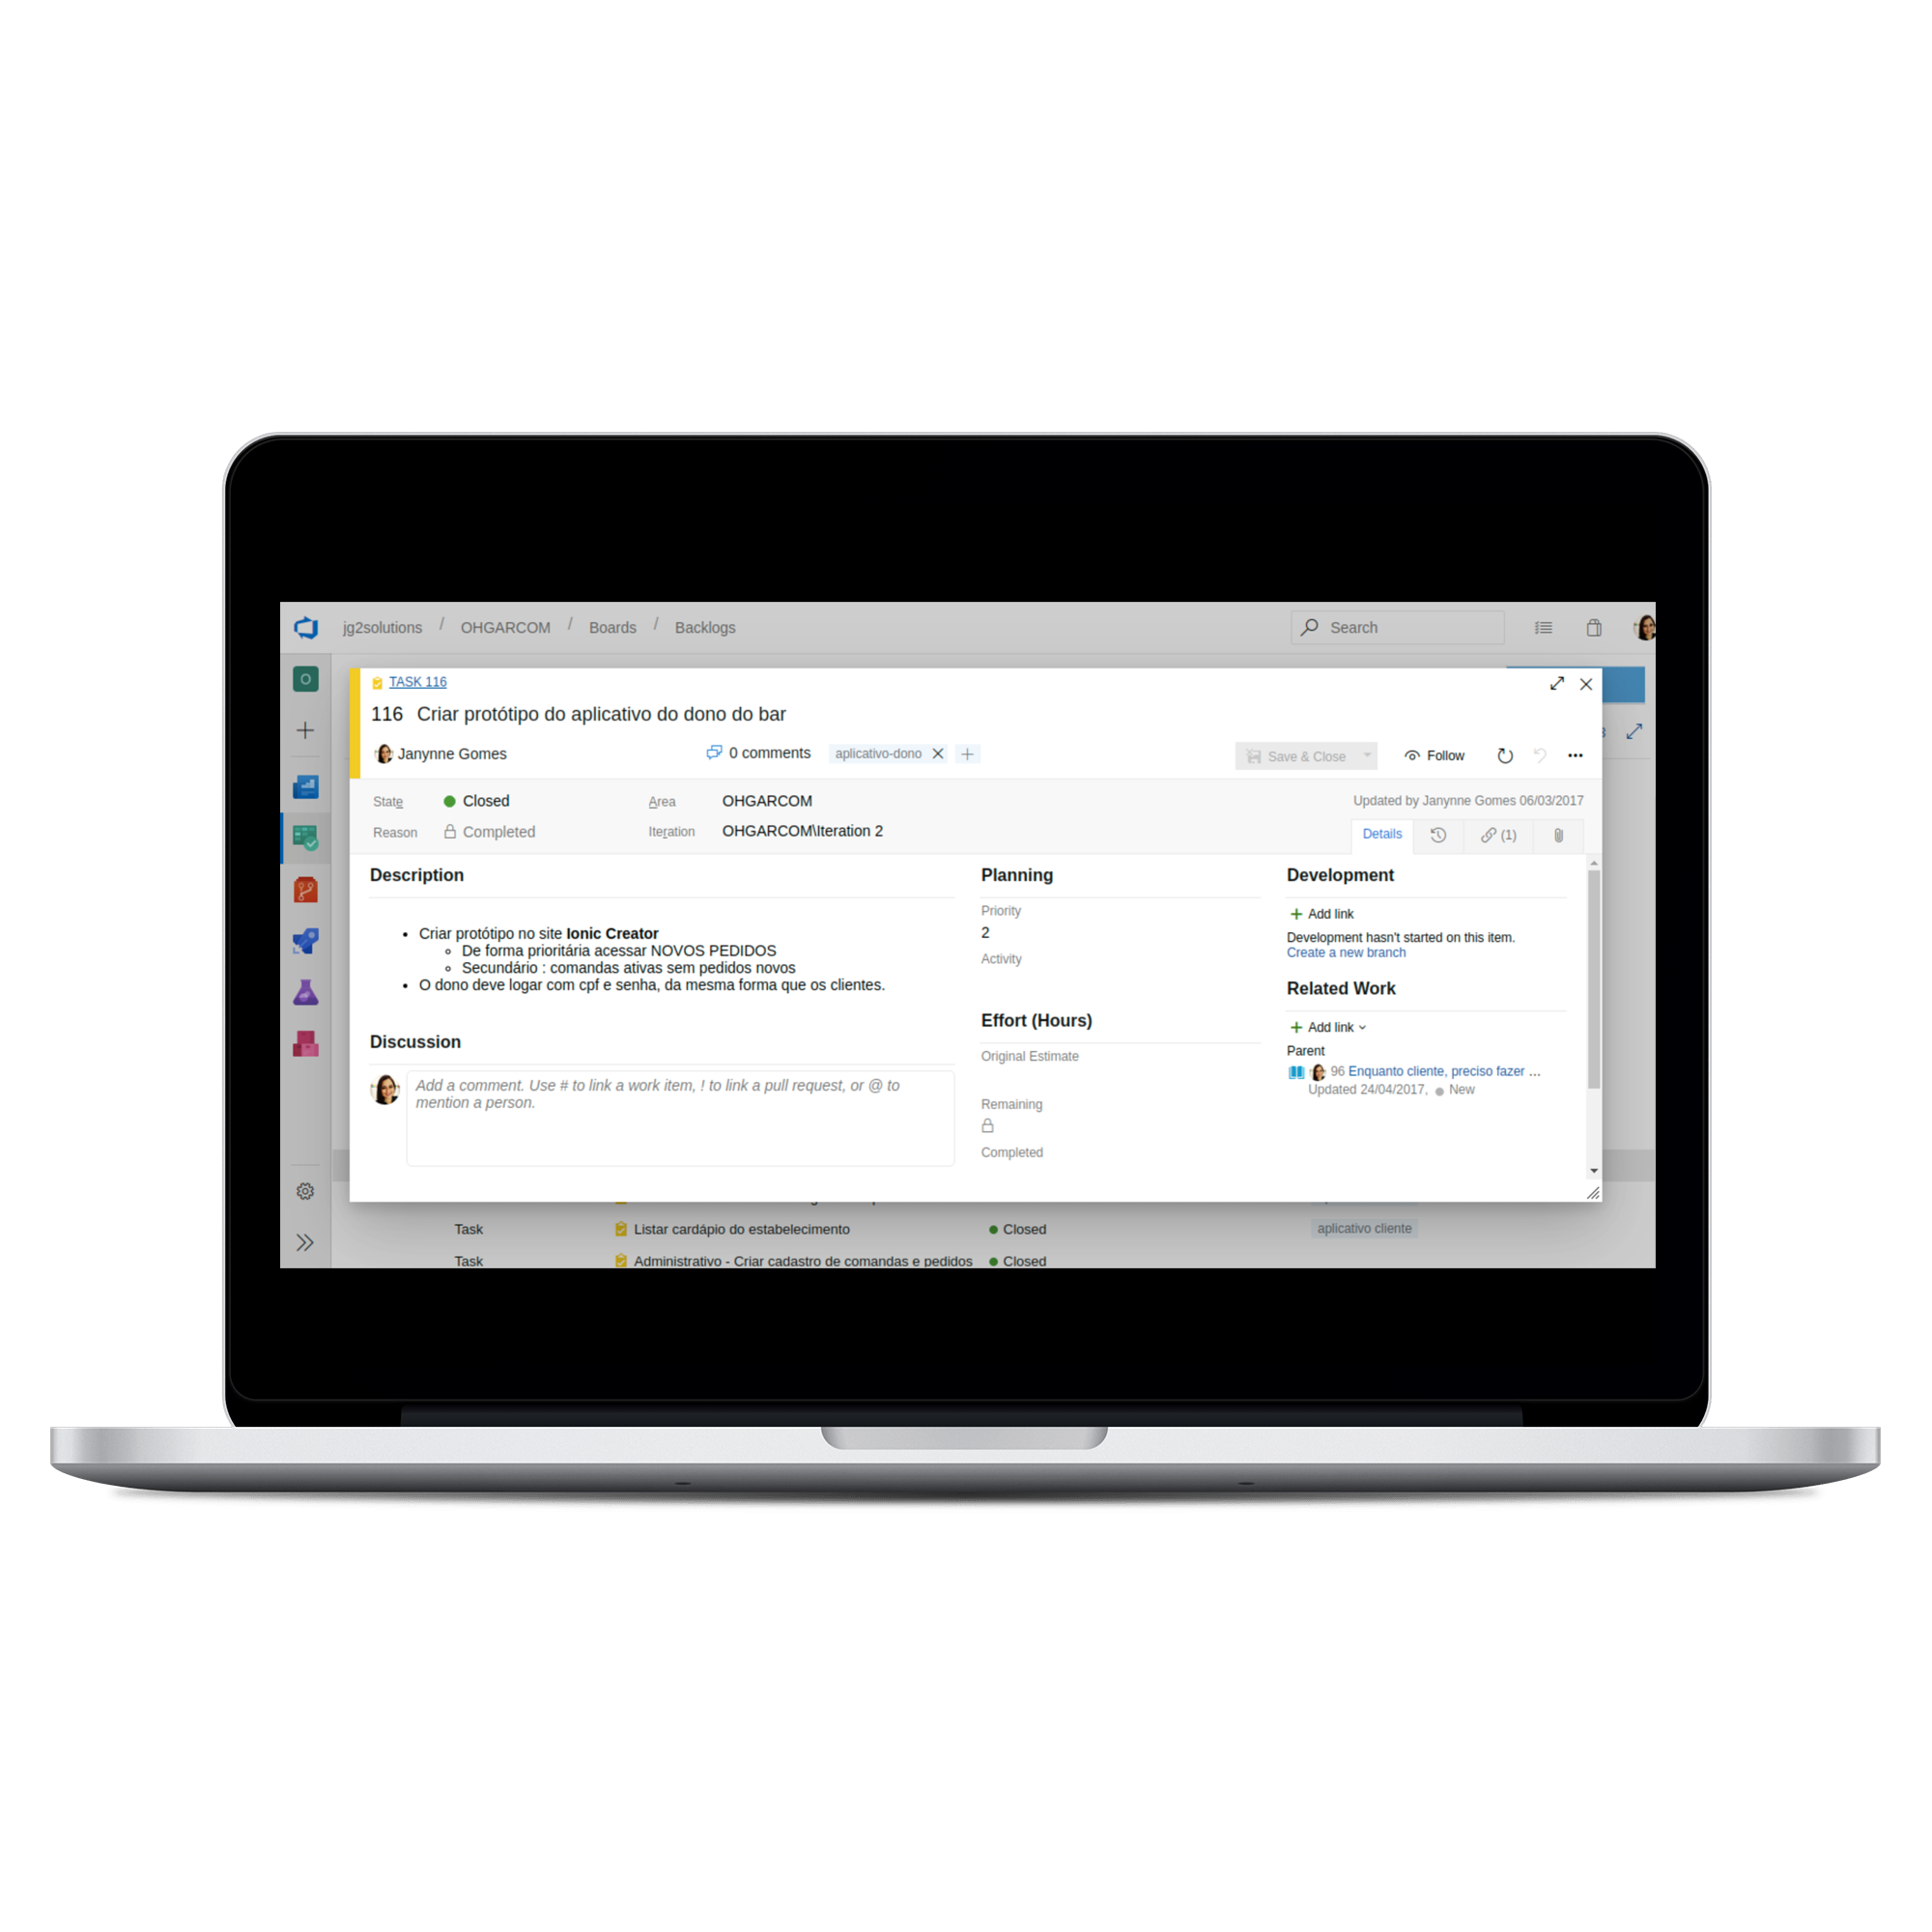 jg2solutions / OHGARCOM / Boards / Backlogs
Search
O
TASK 116
116 Criar protótipo do aplicativo do dono do bar
Janynne Gomes
0 comments
aplicativo-dono
Save & Close
Follow
State
Closed
Area
OHGARCOM
Updated by Janynne Gomes 06/03/2017
Reason
Completed
Iteration
OHGARCOM\Iteration 2
Details
(1)
Description
Criar protótipo no site Ionic Creator
De forma prioritária acessar NOVOS PEDIDOS
Secundário : comandas ativas sem pedidos novos
O dono deve logar com cpf e senha, da mesma forma que os clientes.
Discussion
Add a comment. Use # to link a work item, ! to link a pull request, or @ to
mention a person.
Planning
Priority
2
Activity
Effort (Hours)
Original Estimate
Remaining
Completed
Development
Add link
Development hasn't started on this item.
Create a new branch
Related Work
Add link
Parent
96 Enquanto cliente, preciso fazer ...
Updated 24/04/2017, New
Task
Listar cardápio do estabelecimento
Closed
aplicativo cliente
Task
Administrativo - Criar cadastro de comandas e pedidos
Closed